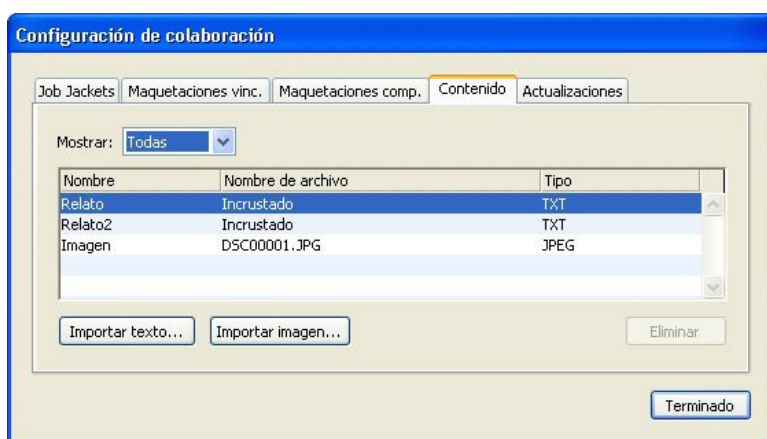 Configuración de colaboración
Job Jackets Maquetaciones vinc. Maquetaciones comp. Contenido Actualizaciones
Mostrar: Todas
Nombre Nombre de archivo Tipo
Relato Incrustado TXT
Relato2 Incrustado TXT
Imagen DSC00001.JPG JPEG
Importar texto... Importar imagen... Eliminar
Terminado